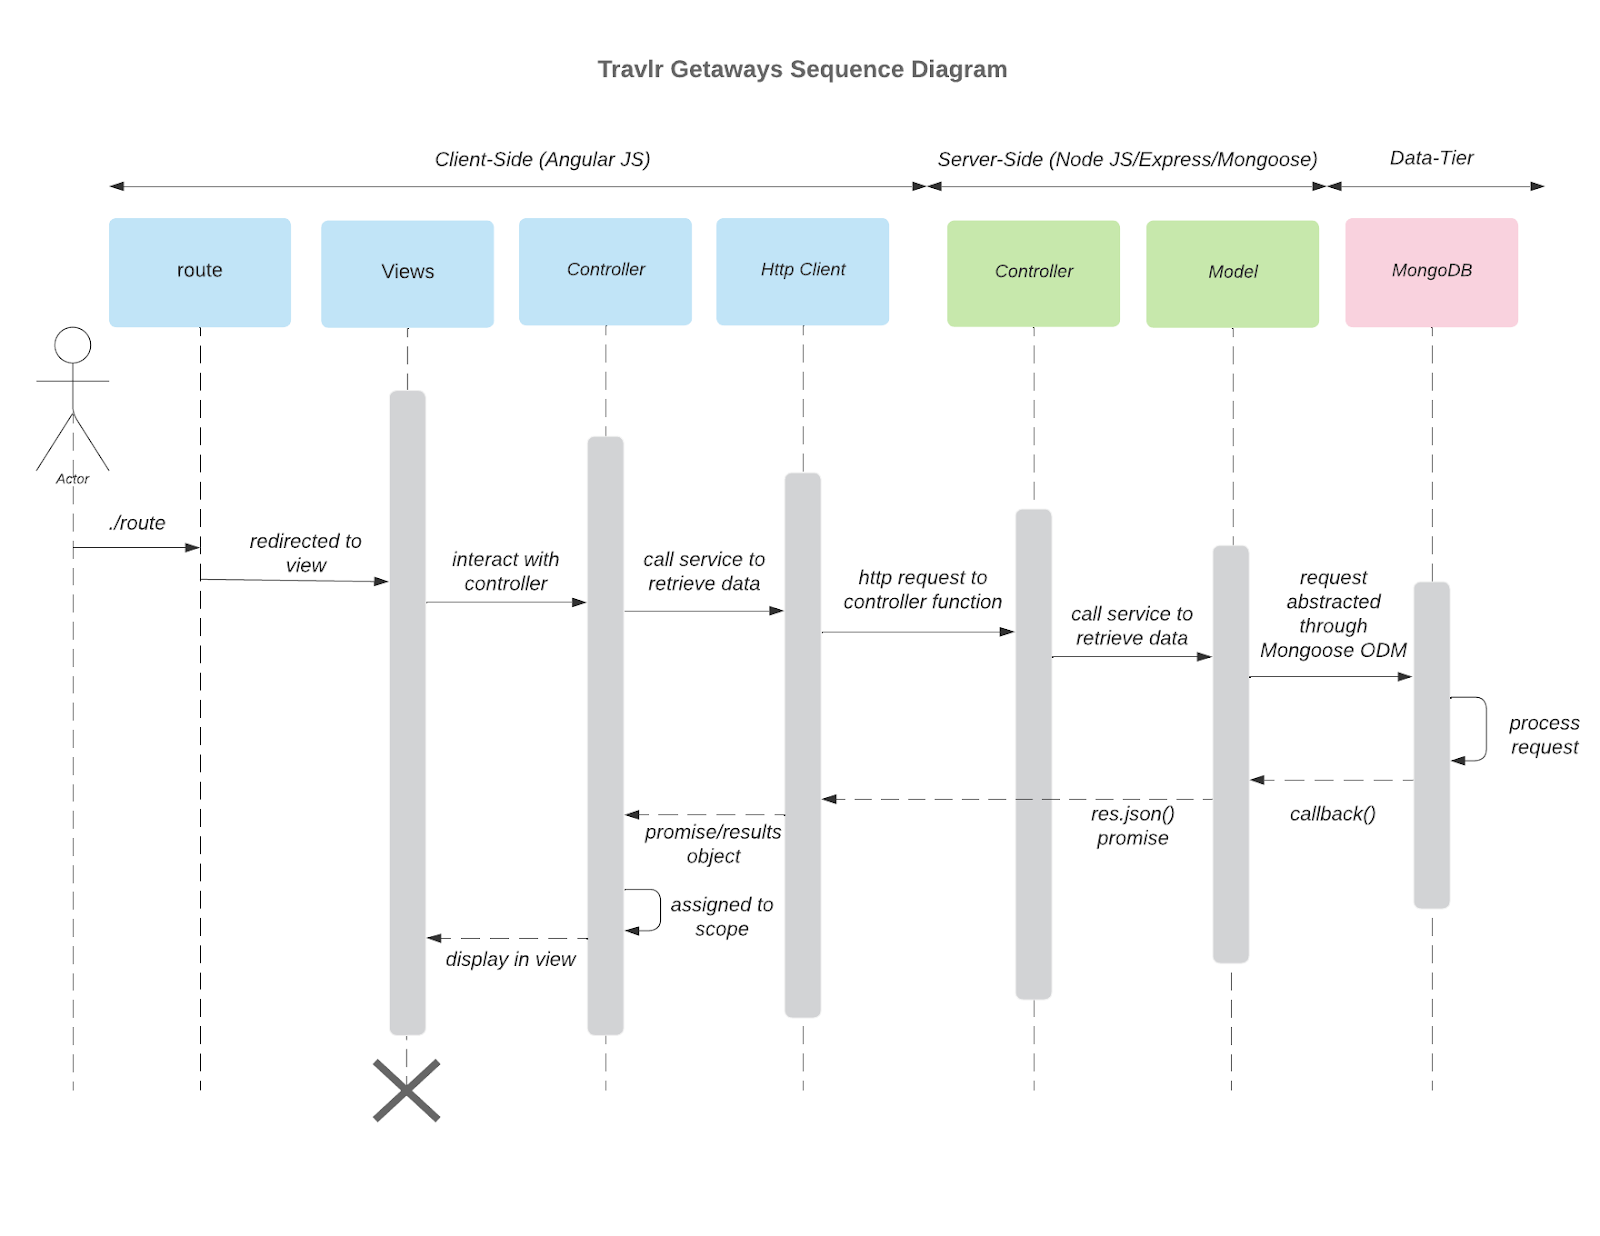 Travlr Getaways Sequence Diagram
Client-Side (Angular JS)
Server-Side (Node JS/Express/Mongoose)
Data-Tier
route
Views
Controller
Http Client
Controller
Model
MongoDB
Actor
./route
redirected to
view
interact with
controller
call service to
retrieve data
http request to
controller function
call service to
retrieve data
request
abstracted
through
Mongoose ODM
process
request
callback()
res.json()
promise
promise/results
object
assigned to
scope
display in view